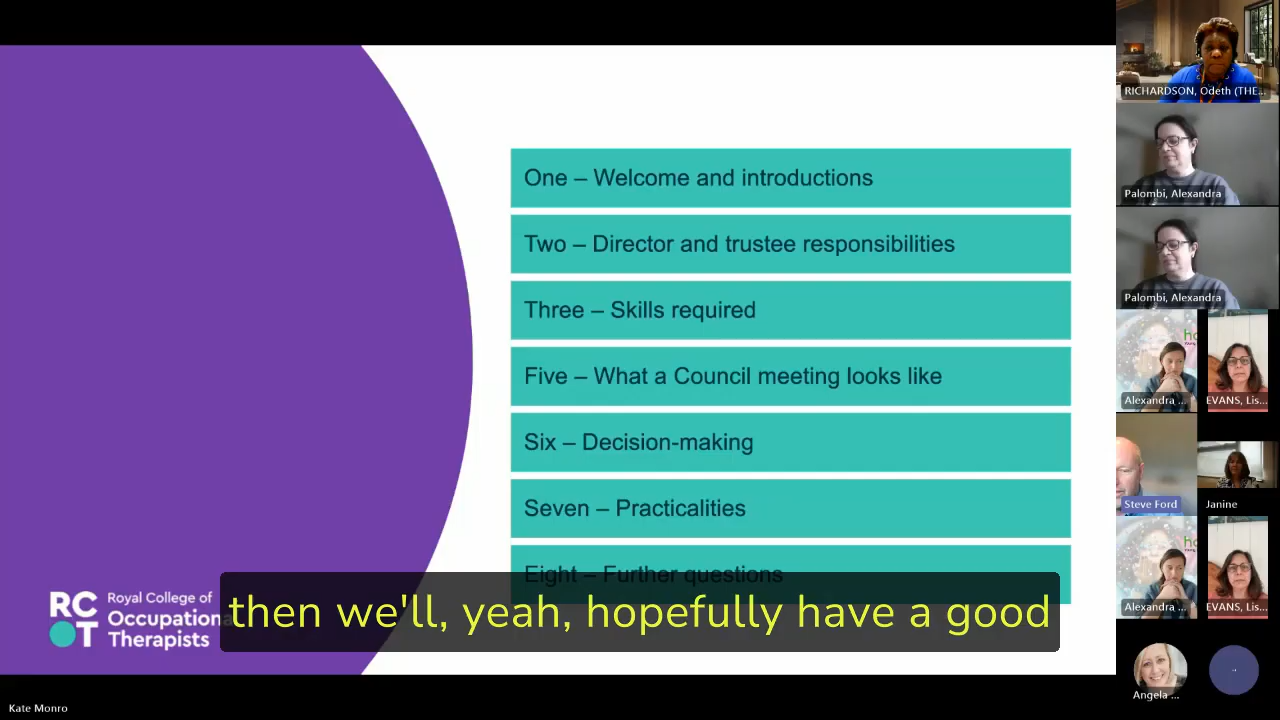 One – Welcome and introductions
Two – Director and trustee responsibilities
Three – Skills required
Five – What a Council meeting looks like
Six – Decision-making
Seven – Practicalities
Eight – Further questions
RC
OT
Royal College of
Occupational
Therapists
then we'll, yeah, hopefully have a good
Kate Monro
RICHARDSON, Odeth (THE...
Palombi, Alexandra
Palombi, Alexandra
Alexandra ...
EVANS, Lis...
Steve Ford
Janine
Alexandra ...
EVANS, Lis...
Angela ...